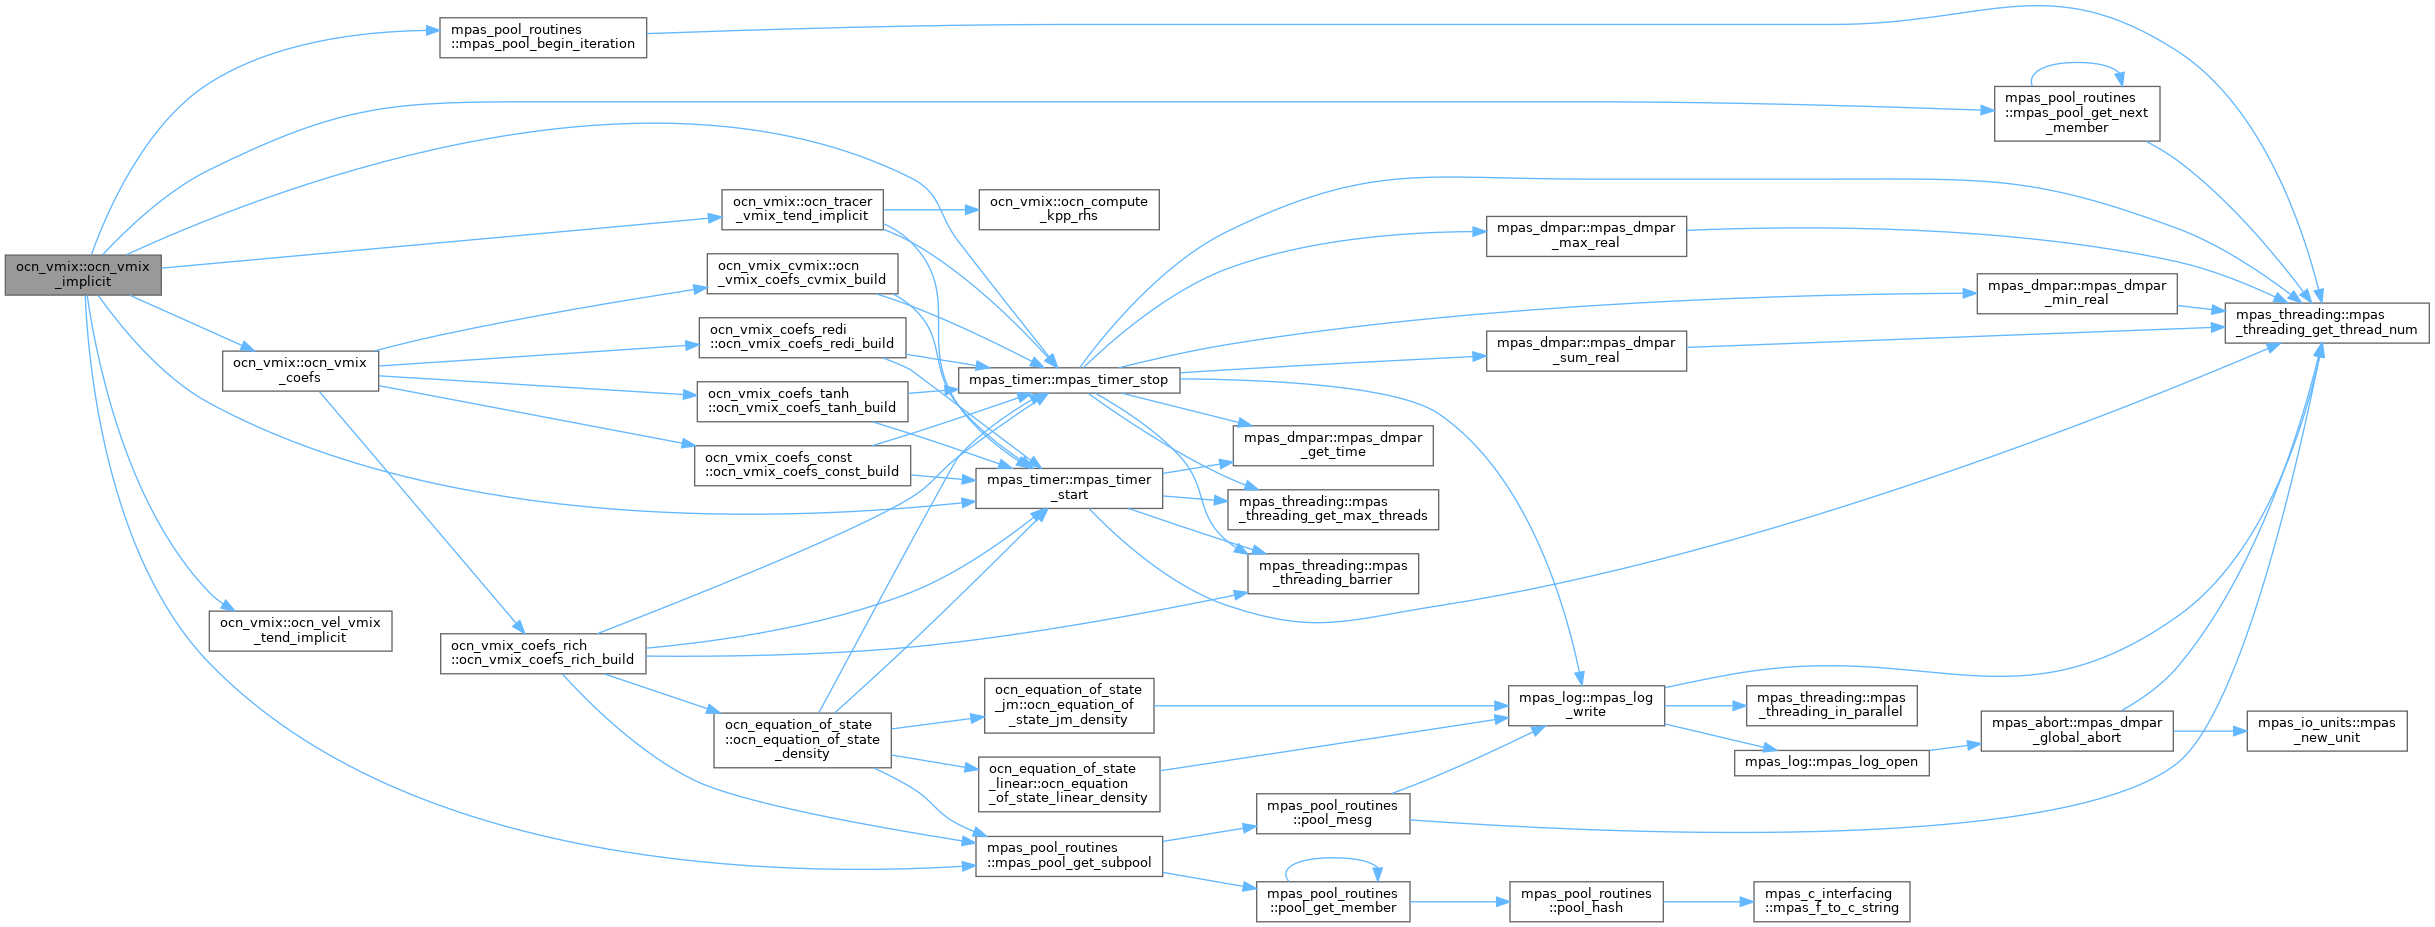 mpas_pool_routines
::mpas_pool_begin_iteration
mpas_pool_routines
::mpas_pool_get_next
_member
ocn_vmix::ocn_tracer
_vmix_tend_implicit
ocn_vmix::ocn_compute
_kpp_rhs
mpas_dmpar::mpas_dmpar
_max_real
ocn_vmix::ocn_vmix
_implicit
ocn_vmix_cvmix::ocn
_vmix_coefs_cvmix_build
mpas_dmpar::mpas_dmpar
_min_real
mpas_threading::mpas
_threading_get_thread_num
ocn_vmix_coefs_redi
::ocn_vmix_coefs_redi_build
mpas_dmpar::mpas_dmpar
_sum_real
ocn_vmix::ocn_vmix
_coefs
mpas_timer::mpas_timer_stop
ocn_vmix_coefs_tanh
::ocn_vmix_coefs_tanh_build
mpas_dmpar::mpas_dmpar
_get_time
ocn_vmix_coefs_const
::ocn_vmix_coefs_const_build
mpas_timer::mpas_timer
_start
mpas_threading::mpas
_threading_get_max_threads
mpas_threading::mpas
_threading_barrier
ocn_vmix::ocn_vel_vmix
_tend_implicit
ocn_vmix_coefs_rich
::ocn_vmix_coefs_rich_build
ocn_equation_of_state
_jm::ocn_equation_of
_state_jm_density
mpas_log::mpas_log
_write
mpas_threading::mpas
_threading_in_parallel
ocn_equation_of_state
::ocn_equation_of_state
_density
mpas_abort::mpas_dmpar
_global_abort
mpas_io_units::mpas
_new_unit
mpas_log::mpas_log_open
ocn_equation_of_state
_linear::ocn_equation
_of_state_linear_density
mpas_pool_routines
::pool_mesg
mpas_pool_routines
::mpas_pool_get_subpool
mpas_pool_routines
::pool_get_member
mpas_pool_routines
::pool_hash
mpas_c_interfacing
::mpas_f_to_c_string